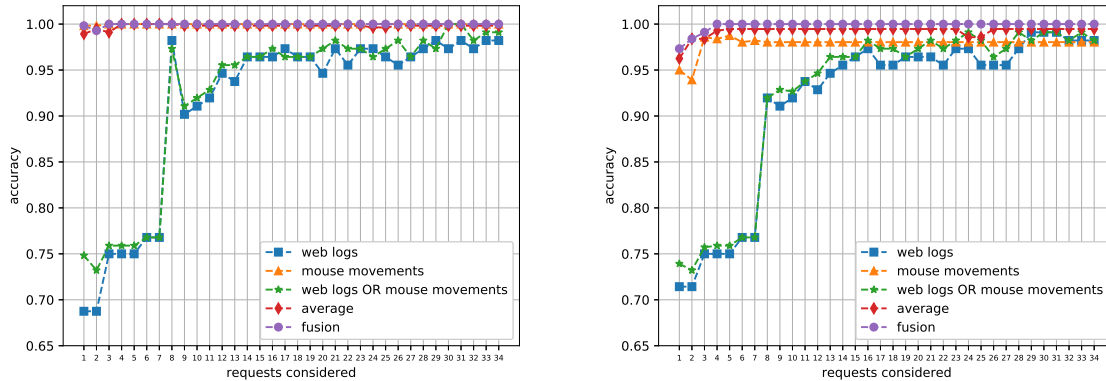 1.00
0.95
0.90
0.85
0.80
0.75
0.70
0.65
accuracy
web logs
mouse movements
web logs OR mouse movements
average
fusion
1 2 3 4 5 6 7 8 9 10 11 12 13 14 15 16 17 18 19 20 21 22 23 24 25 26 27 28 29 30 31 32 33 34
requests considered
1.00
0.95
0.90
0.85
0.80
0.75
0.70
0.65
accuracy
web logs
mouse movements
web logs OR mouse movements
average
fusion
1 2 3 4 5 6 7 8 9 10 11 12 13 14 15 16 17 18 19 20 21 22 23 24 25 26 27 28 29 30 31 32 33 34
requests considered